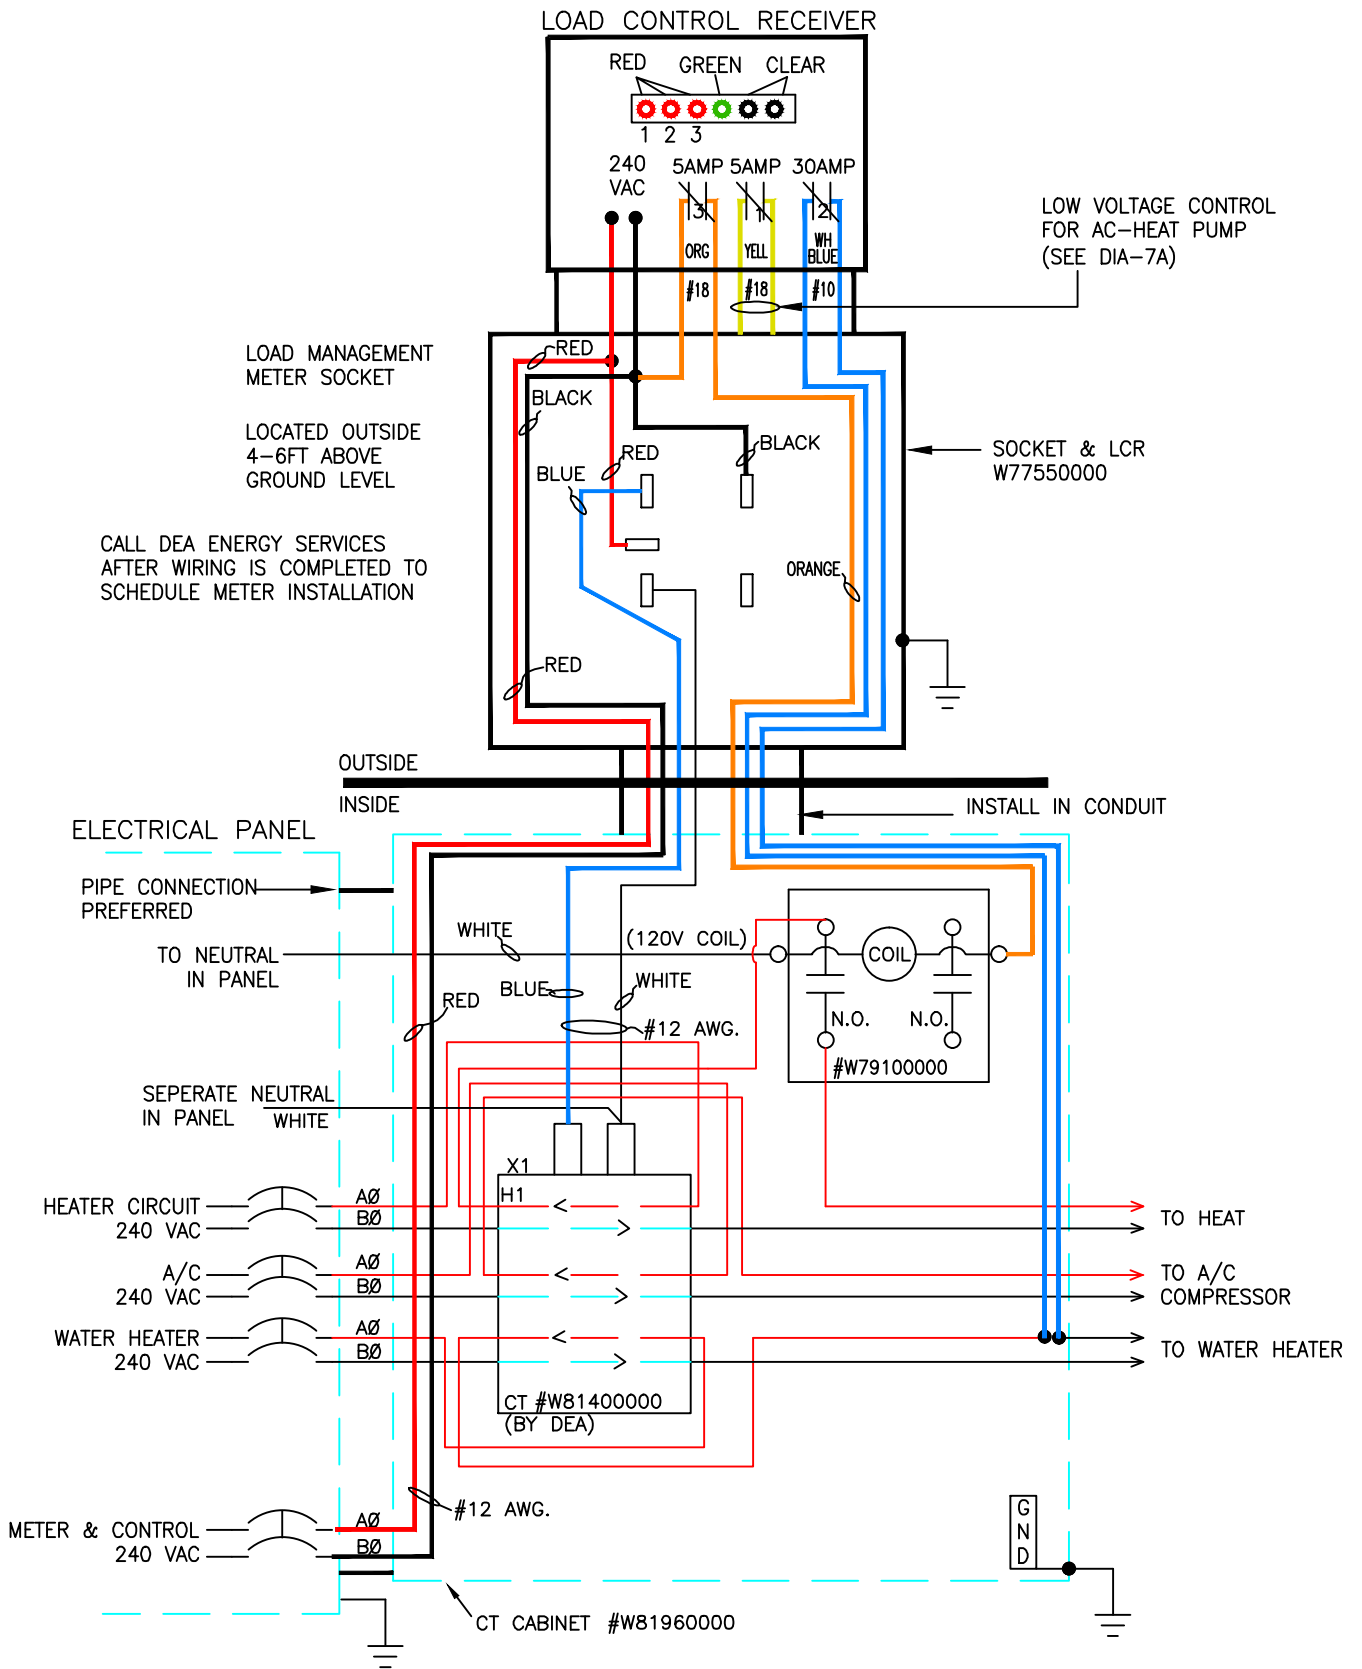 LOAD CONTROL RECEIVER
RED GREEN CLEAR
1 2 3
240
VAC
5AMP 5AMP 30AMP
3 1 2
ORG YELL WH
BLUE
#18 #18 #10
LOW VOLTAGE CONTROL
FOR AC-HEAT PUMP
(SEE DIA-7A)
LOAD MANAGEMENT
METER SOCKET
LOCATED OUTSIDE
4-6FT ABOVE
GROUND LEVEL
CALL DEA ENERGY SERVICES
AFTER WIRING IS COMPLETED TO
SCHEDULE METER INSTALLATION
RED
BLACK
BLUE
RED
BLACK
SOCKET & LCR
W77550000
ORANGE
RED
OUTSIDE
INSIDE
INSTALL IN CONDUIT
ELECTRICAL PANEL
PIPE CONNECTION
PREFERRED
TO NEUTRAL
IN PANEL
WHITE
(120V COIL)
COIL
BLUE
WHITE
RED
#12 AWG.
N.O. N.O.
#W79100000
SEPERATE NEUTRAL
IN PANEL
WHITE
X1
H1
HEATER CIRCUIT
240 VAC
AØ
BØ
TO HEAT
A/C
240 VAC
AØ
BØ
TO A/C
COMPRESSOR
WATER HEATER
240 VAC
AØ
BØ
TO WATER HEATER
CT #W81400000
(BY DEA)
METER & CONTROL
240 VAC
AØ
BØ
#12 AWG.
GND
CT CABINET #W81960000